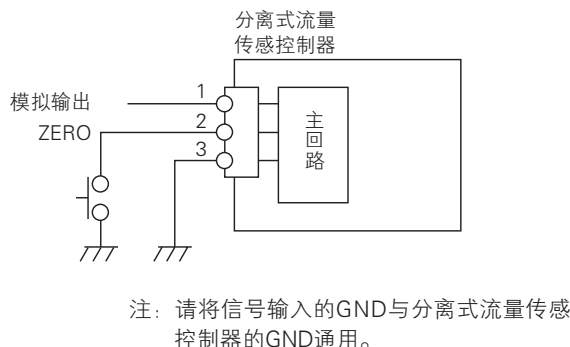 分离式流量
传感控制器
1
模拟输出
2
ZERO
3
主回路
注：请将信号输入的GND与分离式流量传感
控制器的GND通用。